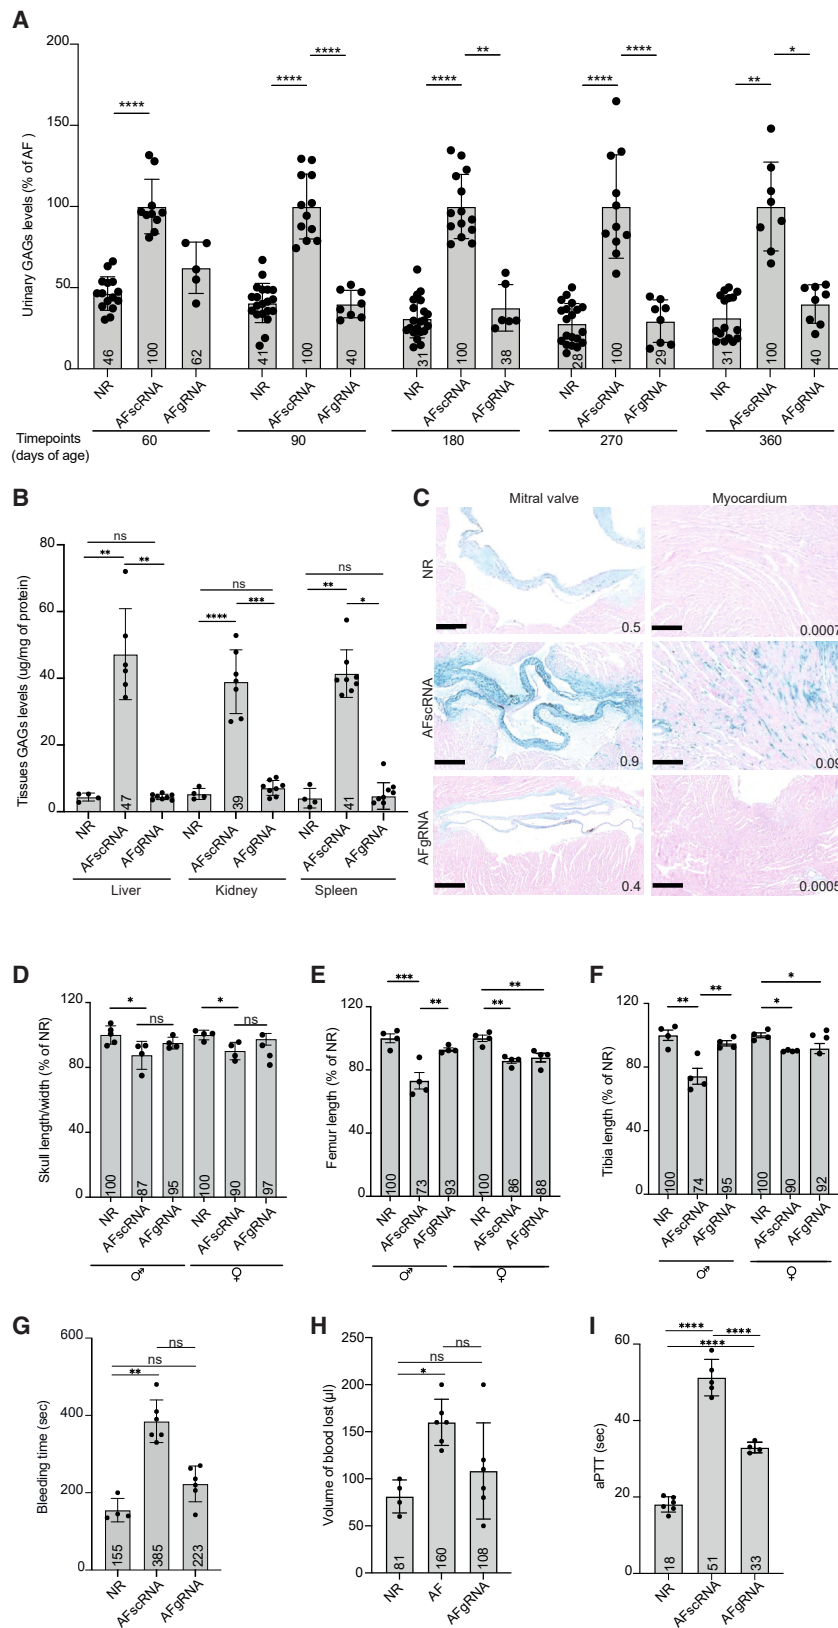 A
Urinary GAGs levels (% of AF )
200
150
100
50
0
**** **** **** **** ** **** **** ** *
46 100 62 41 100 40 31 100 38 28 100 29 31 100 40
NR AFscRNA AFgRNA NR AFscRNA AFgRNA NR AFscRNA AFgRNA NR AFscRNA AFgRNA NR AFscRNA AFgRNA
Timepoints 60 90 180 270 360
(days of age)
B
Tissues GAGs levels (ug/mg of protein)
80
60
40
20
0
ns ns ns
** ** **** *** ** *
47 39 41
NR AFscRNA AFgRNA NR AFscRNA AFgRNA NR AFscRNA AFgRNA
Liver Kidney Spleen
C
Mitral valve Myocardium
NR 0.5 0.0007
AFscRNA 0.9 0.09
AFgRNA 0.4 0.0005
D
Skull length/width (% of NR)
120
80
40
0
* ns * ns
100 87 95 100 90 97
NR AFscRNA AFgRNA NR AFscRNA AFgRNA
♂ ♀
E
Femur length (% of NR)
120
80
40
0
*** ** ** **
100 73 93 100 86 88
NR AFscRNA AFgRNA NR AFscRNA AFgRNA
♂ ♀
F
Tibia length (% of NR)
120
80
40
0
** ** * *
100 74 95 100 90 92
NR AFscRNA AFgRNA NR AFscRNA AFgRNA
♂ ♀
G
Bleeding time (sec)
600
400
200
0
ns
ns
**
155 385 223
NR AFscRNA AFgRNA
H
Volume of blood lost (µl)
250
200
150
100
50
0
ns
ns
*
81 160 108
NR AF AFgRNA
I
aPTT (sec)
60
40
20
0
**** ****
****
18 51 33
NR AFscRNA AFgRNA